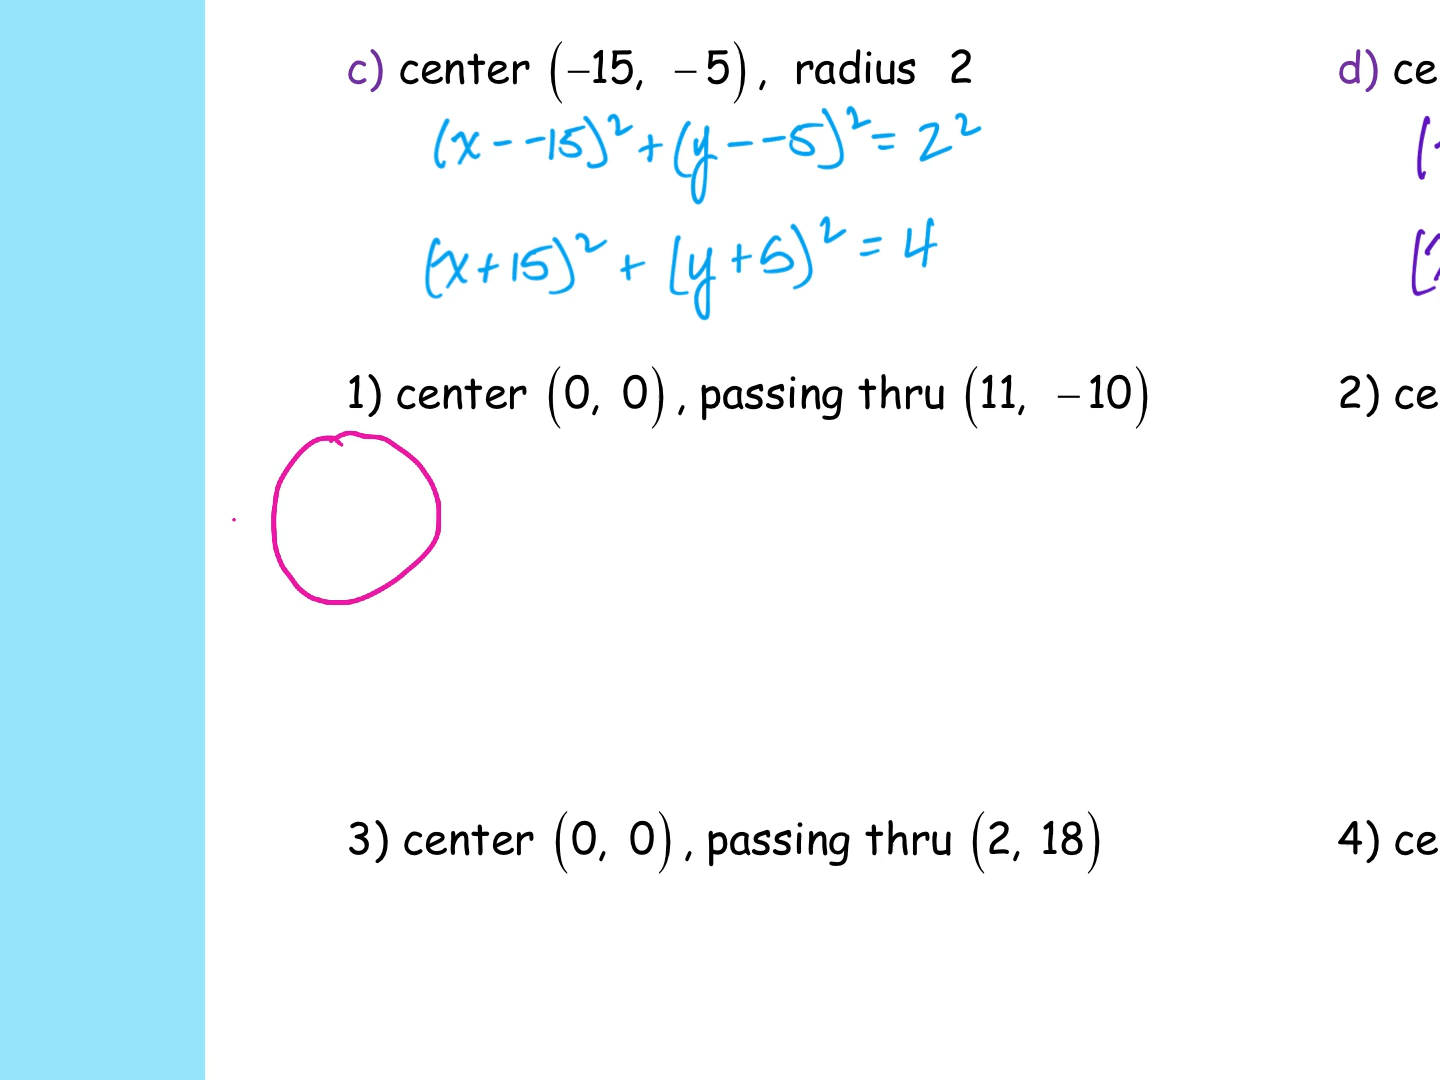 c) center (−15, −5), radius 2
d) ce
(x - -15)² + (y - -5)² = 2²
(x + 15)² + (y + 5)² = 4
1) center (0, 0), passing thru (11, −10)
2) ce
3) center (0, 0), passing thru (2, 18)
4) ce